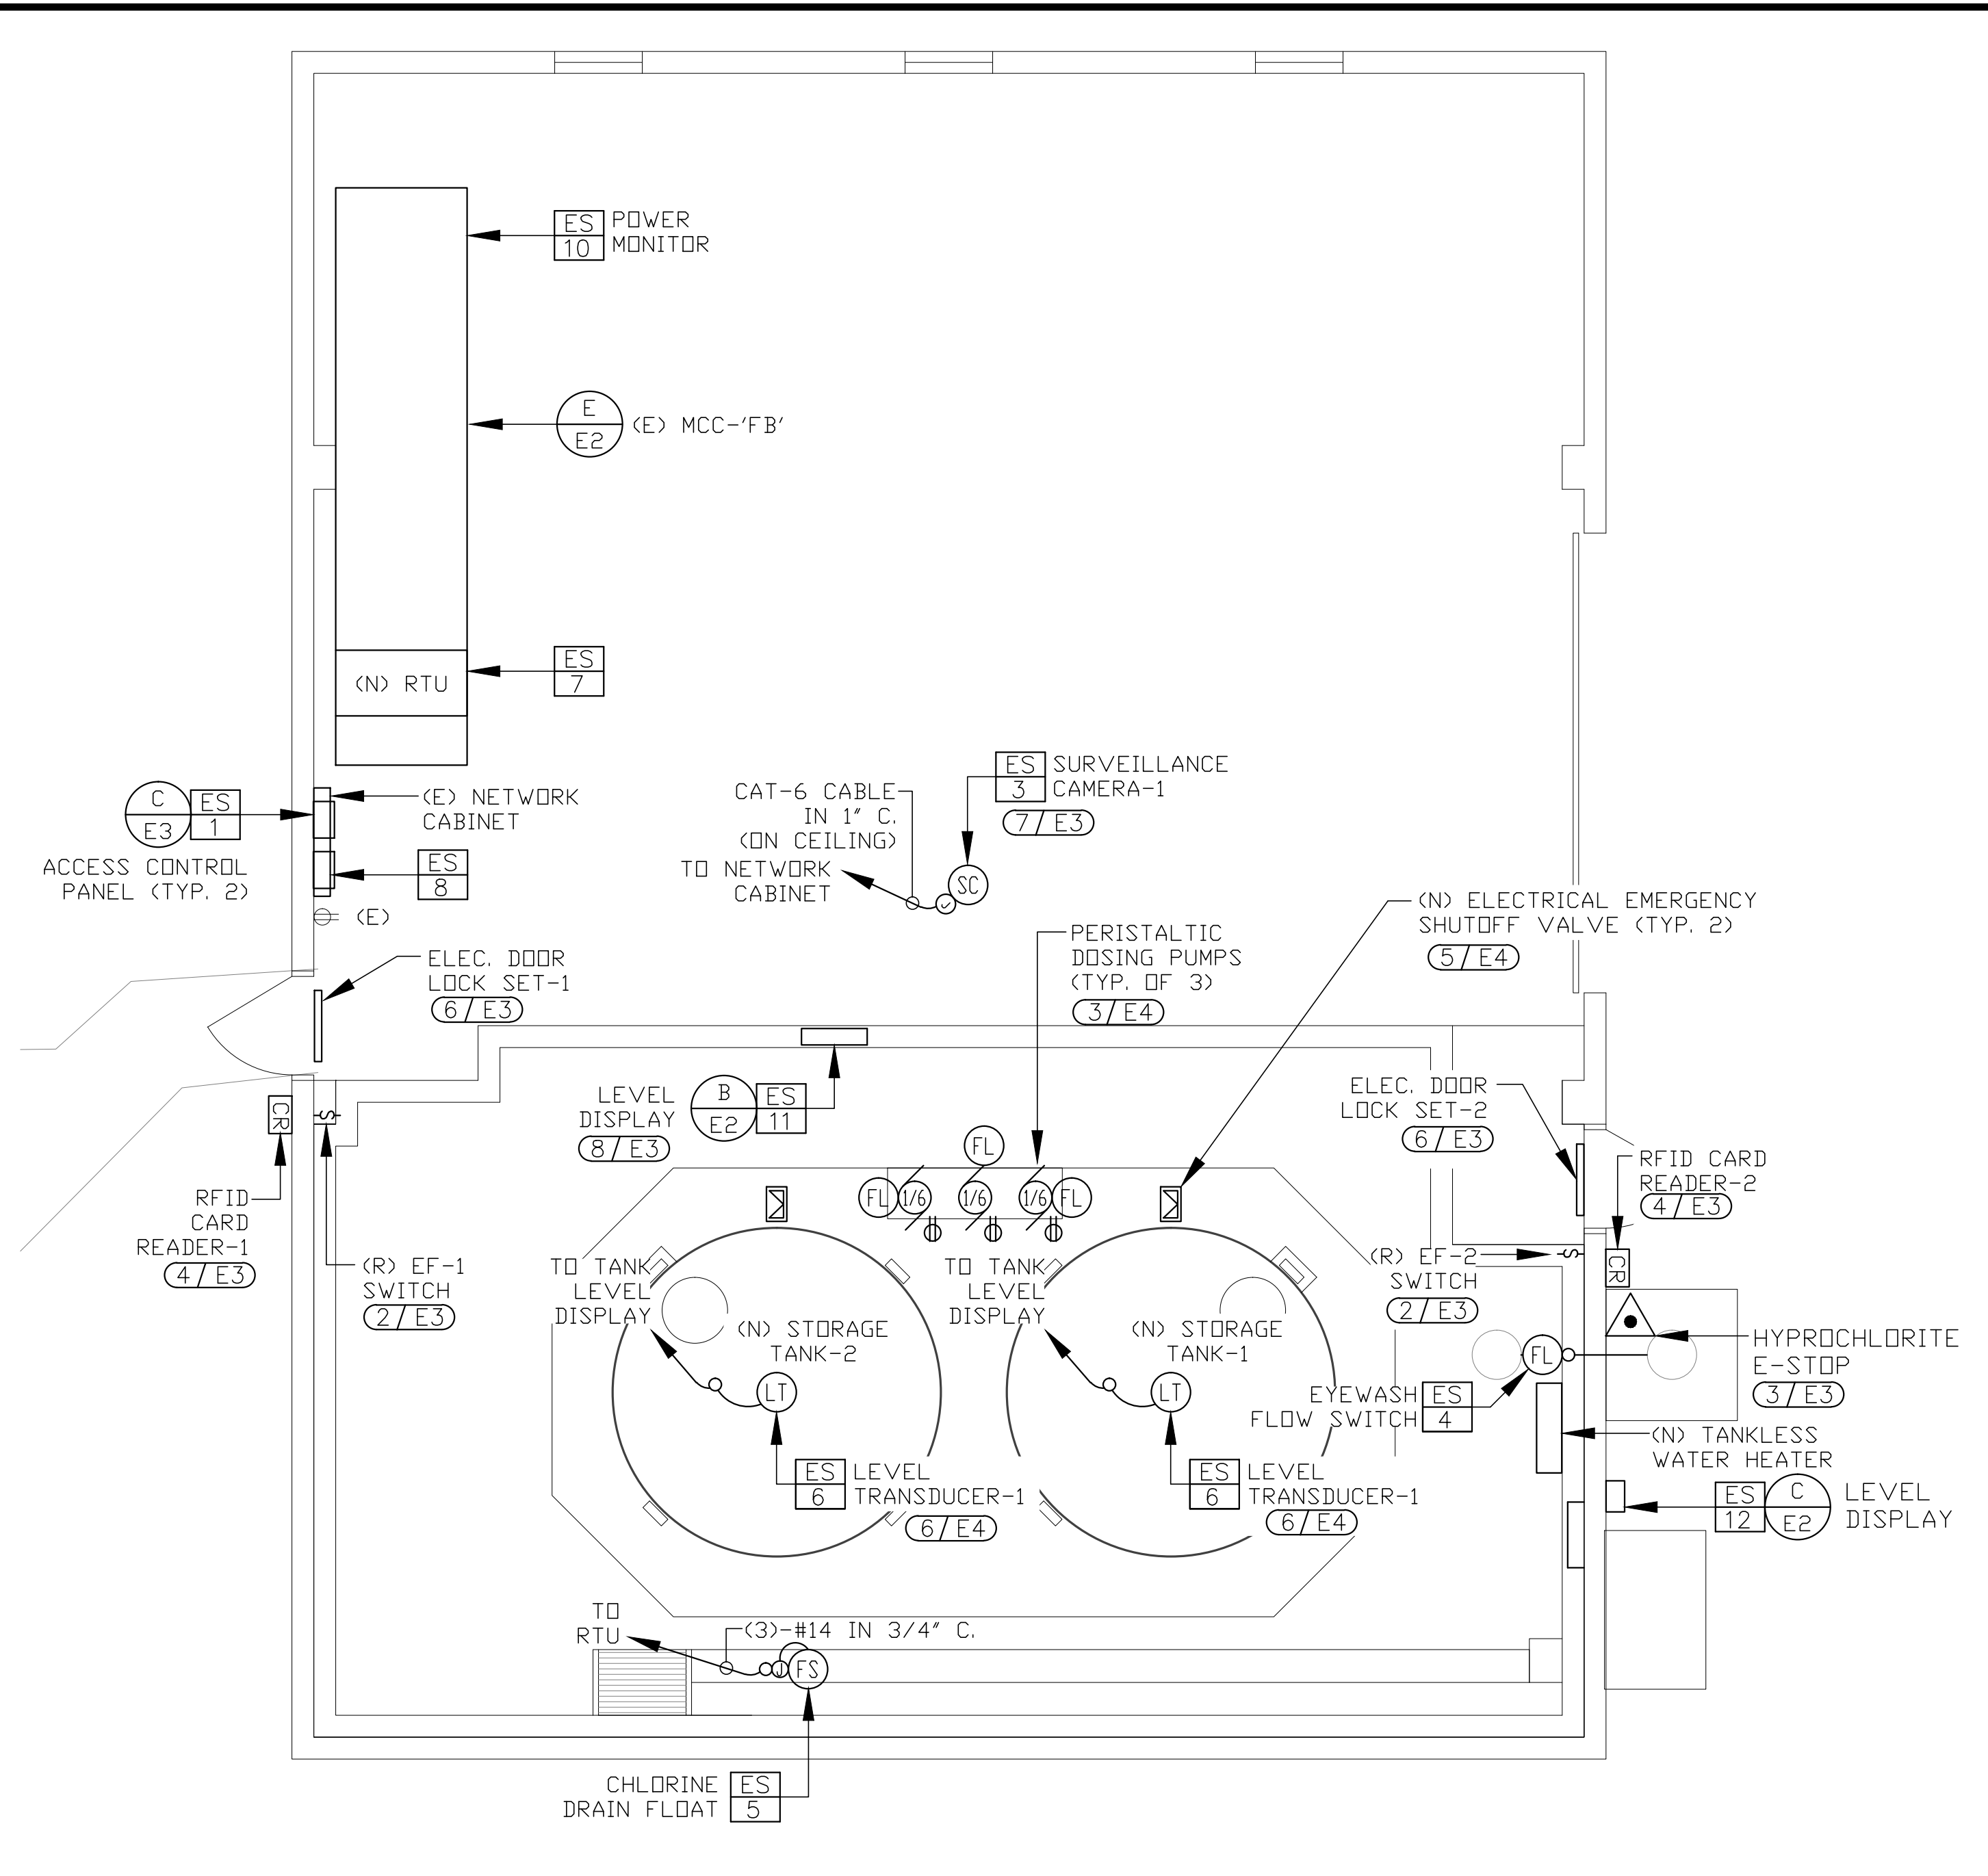 ES
10
POWER
MONITOR
E
E2
(E) MCC-'FB'
(N) RTU
ES
7
C
E3
ES
1
ACCESS CONTROL
PANEL (TYP. 2)
(E) NETWORK
CABINET
ES
8
(E)
ELEC. DOOR
LOCK SET-1
6 / E3
CAT-6 CABLE
IN 1" C.
(ON CEILING)
TO NETWORK
CABINET
J
SC
ES
3
SURVEILLANCE
CAMERA-1
7 / E3
PERISTALTIC
DOSING PUMPS
(TYP. OF 3)
3 / E4
(N) ELECTRICAL EMERGENCY
SHUTOFF VALVE (TYP. 2)
5 / E4
LEVEL
DISPLAY
8 / E3
B
E2
ES
11
ELEC. DOOR
LOCK SET-2
6 / E3
RFID CARD
READER-2
4 / E3
CR
S
RFID
CARD
READER-1
4 / E3
(R) EF-1
SWITCH
2 / E3
FL
FL
1/6
1/6
1/6
FL
TO TANK
LEVEL
DISPLAY
(N) STORAGE
TANK-2
LT
ES
6
LEVEL
TRANSDUCER-1
6 / E4
TO TANK
LEVEL
DISPLAY
(N) STORAGE
TANK-1
LT
ES
6
LEVEL
TRANSDUCER-1
6 / E4
(R) EF-2
SWITCH
2 / E3
S
CR
FL
EYEWASH
FLOW SWITCH
ES
4
HYPROCHLORITE
E-STOP
3 / E3
(N) TANKLESS
WATER HEATER
ES
12
C
E2
LEVEL
DISPLAY
TO
RTU
(3)-#14 IN 3/4" C.
J
FS
CHLORINE
DRAIN FLOAT
ES
5